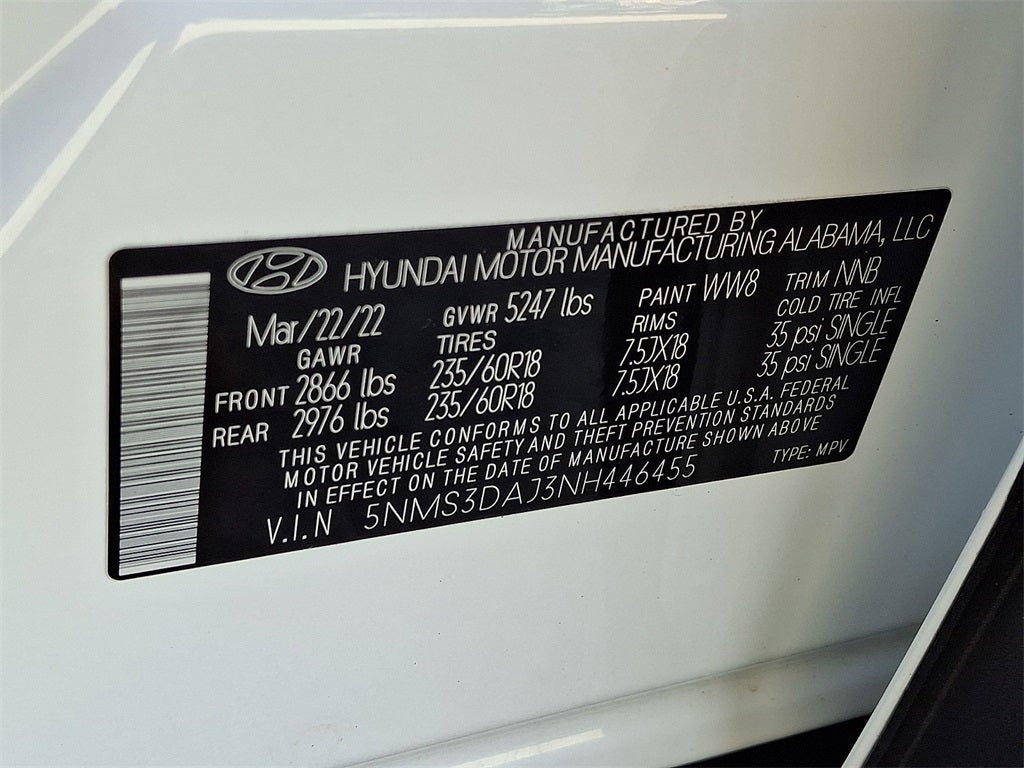 MANUFACTURED BY
HYUNDAI MOTOR MANUFACTURING ALABAMA, LLC
Mar/22/22 GVWR 5247 lbs PAINT WW8 TRIM NNB
GAWR TIRES RIMS COLD TIRE INFL
FRONT 2866 lbs 235/60R18 7.5JX18 35 psi SINGLE
REAR 2976 lbs 235/60R18 7.5JX18 35 psi SINGLE
THIS VEHICLE CONFORMS TO ALL APPLICABLE U.S.A. FEDERAL
MOTOR VEHICLE SAFETY AND THEFT PREVENTION STANDARDS
IN EFFECT ON THE DATE OF MANUFACTURE SHOWN ABOVE
V.I.N 5NMS3DAJ3NH446455 TYPE: MPV